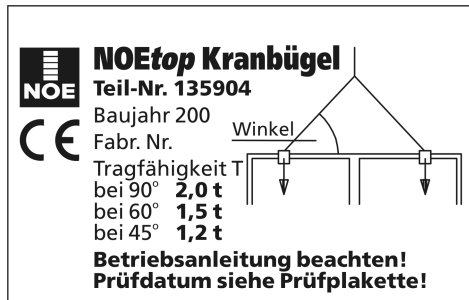 NOEtop Kranbügel
NOE
Teil-Nr. 135904
CE
Baujahr 200
Fabr. Nr.
Winkel
Tragfähigkeit T
bei 90° 2,0 t
bei 60° 1,5 t
bei 45° 1,2 t
Betriebsanleitung beachten!
Prüfdatum siehe Prüfplakette!